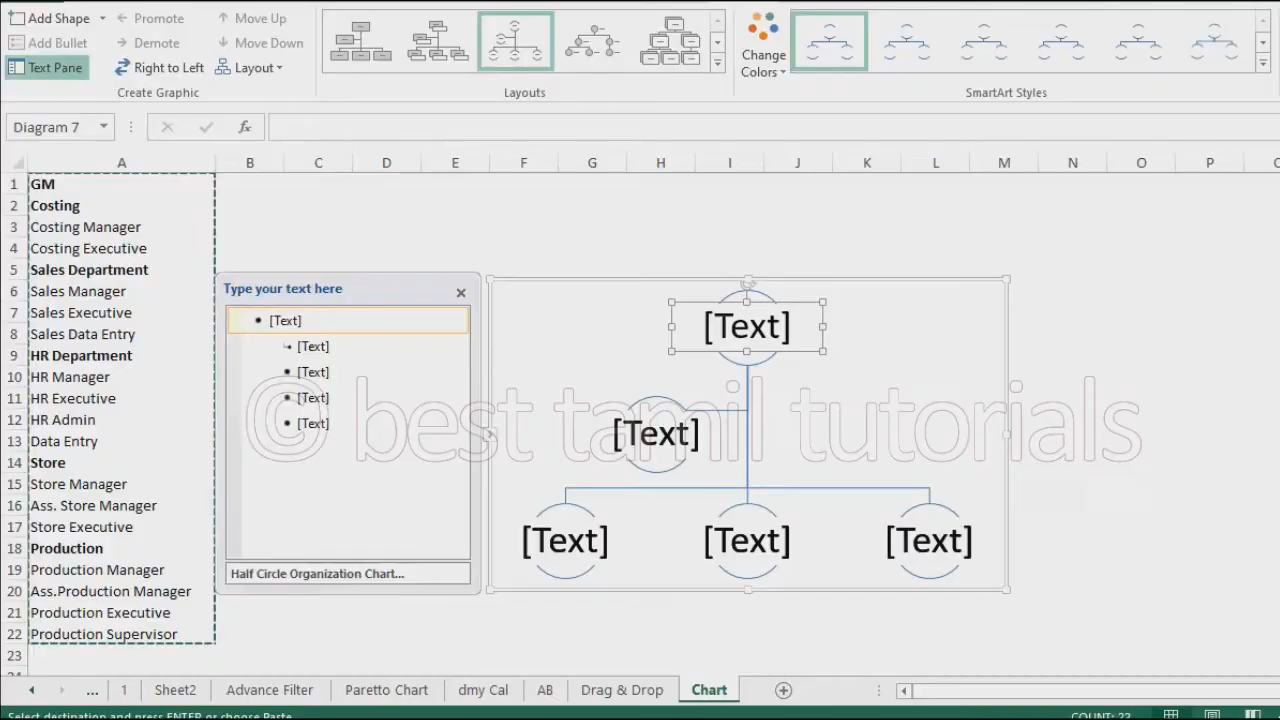 Add Shape
Promote
Move Up
Add Bullet
Demote
Move Down
Text Pane
Right to Left
Layout
Create Graphic
Layouts
Change
Colors
SmartArt Styles
Diagram 7
fx
A B C D E F G H I J K L M N O P
1 GM
2 Costing
3 Costing Manager
4 Costing Executive
5 Sales Department
6 Sales Manager
7 Sales Executive
8 Sales Data Entry
9 HR Department
10 HR Manager
11 HR Executive
12 HR Admin
13 Data Entry
14 Store
15 Store Manager
16 Ass. Store Manager
17 Store Executive
18 Production
19 Production Manager
20 Ass.Production Manager
21 Production Executive
22 Production Supervisor
23
Type your text here
[Text]
[Text]
[Text]
[Text]
[Text]
Half Circle Organization Chart...
[Text]
[Text]
[Text] [Text] [Text]
© best tamil tutorials
... 1 Sheet2 Advance Filter Paretto Chart dmy Cal AB Drag & Drop Chart
Select destination and press ENTER or choose Paste
COUNT: 22